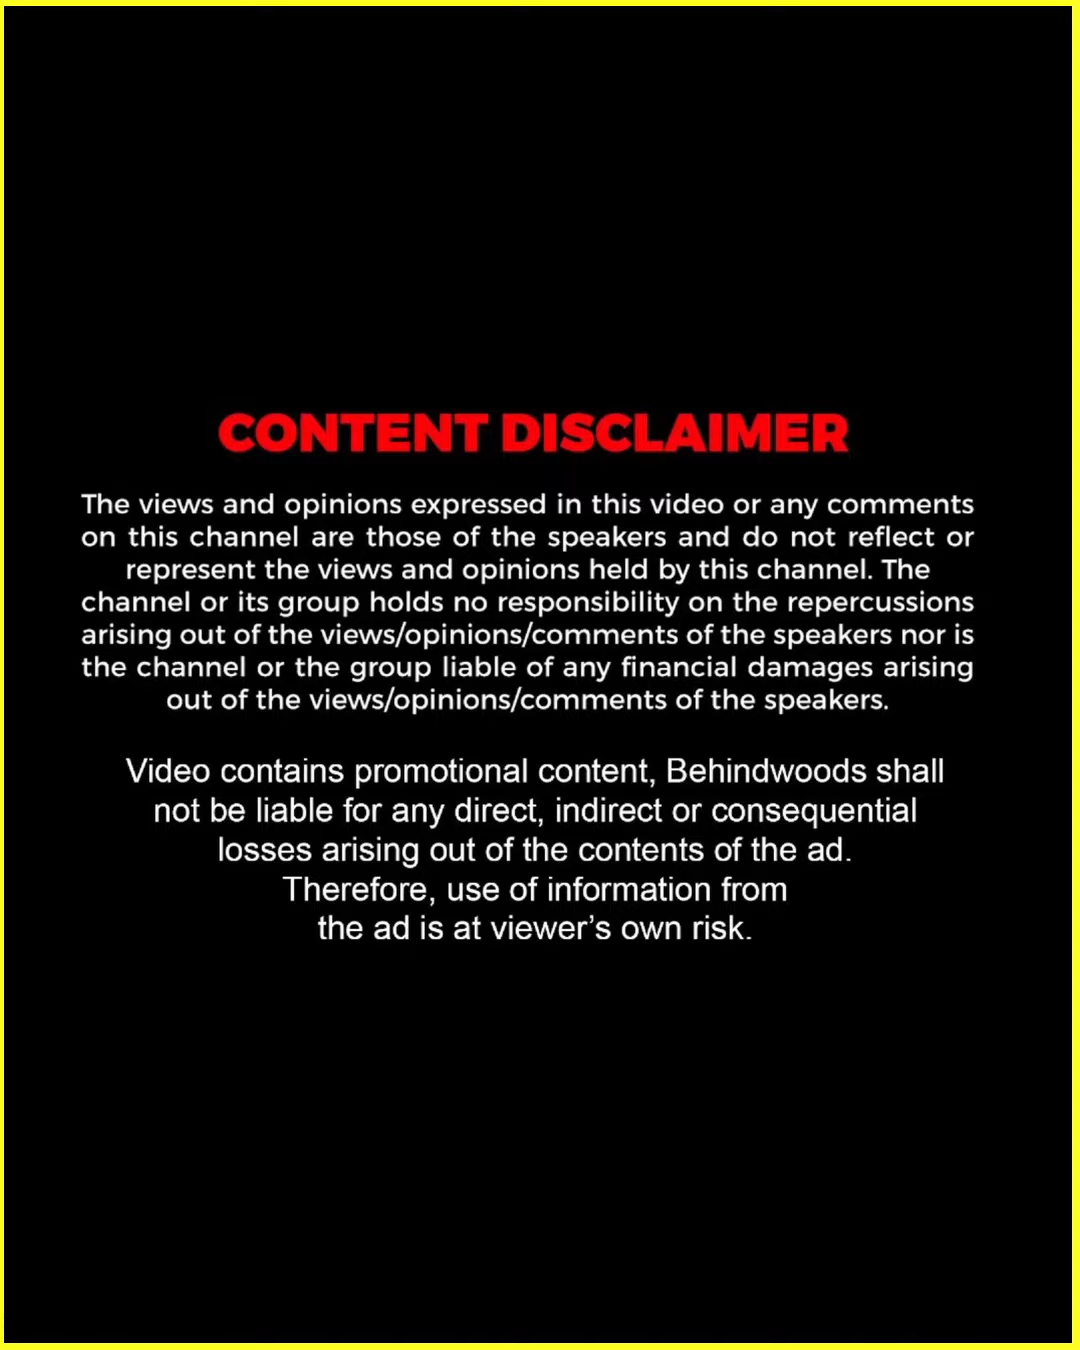 CONTENT DISCLAIMER
The views and opinions expressed in this video or any comments
on this channel are those of the speakers and do not reflect or
represent the views and opinions held by this channel. The
channel or its group holds no responsibility on the repercussions
arising out of the views/opinions/comments of the speakers nor is
the channel or the group liable of any financial damages arising
out of the views/opinions/comments of the speakers.
Video contains promotional content, Behindwoods shall
not be liable for any direct, indirect or consequential
losses arising out of the contents of the ad.
Therefore, use of information from
the ad is at viewer’s own risk.